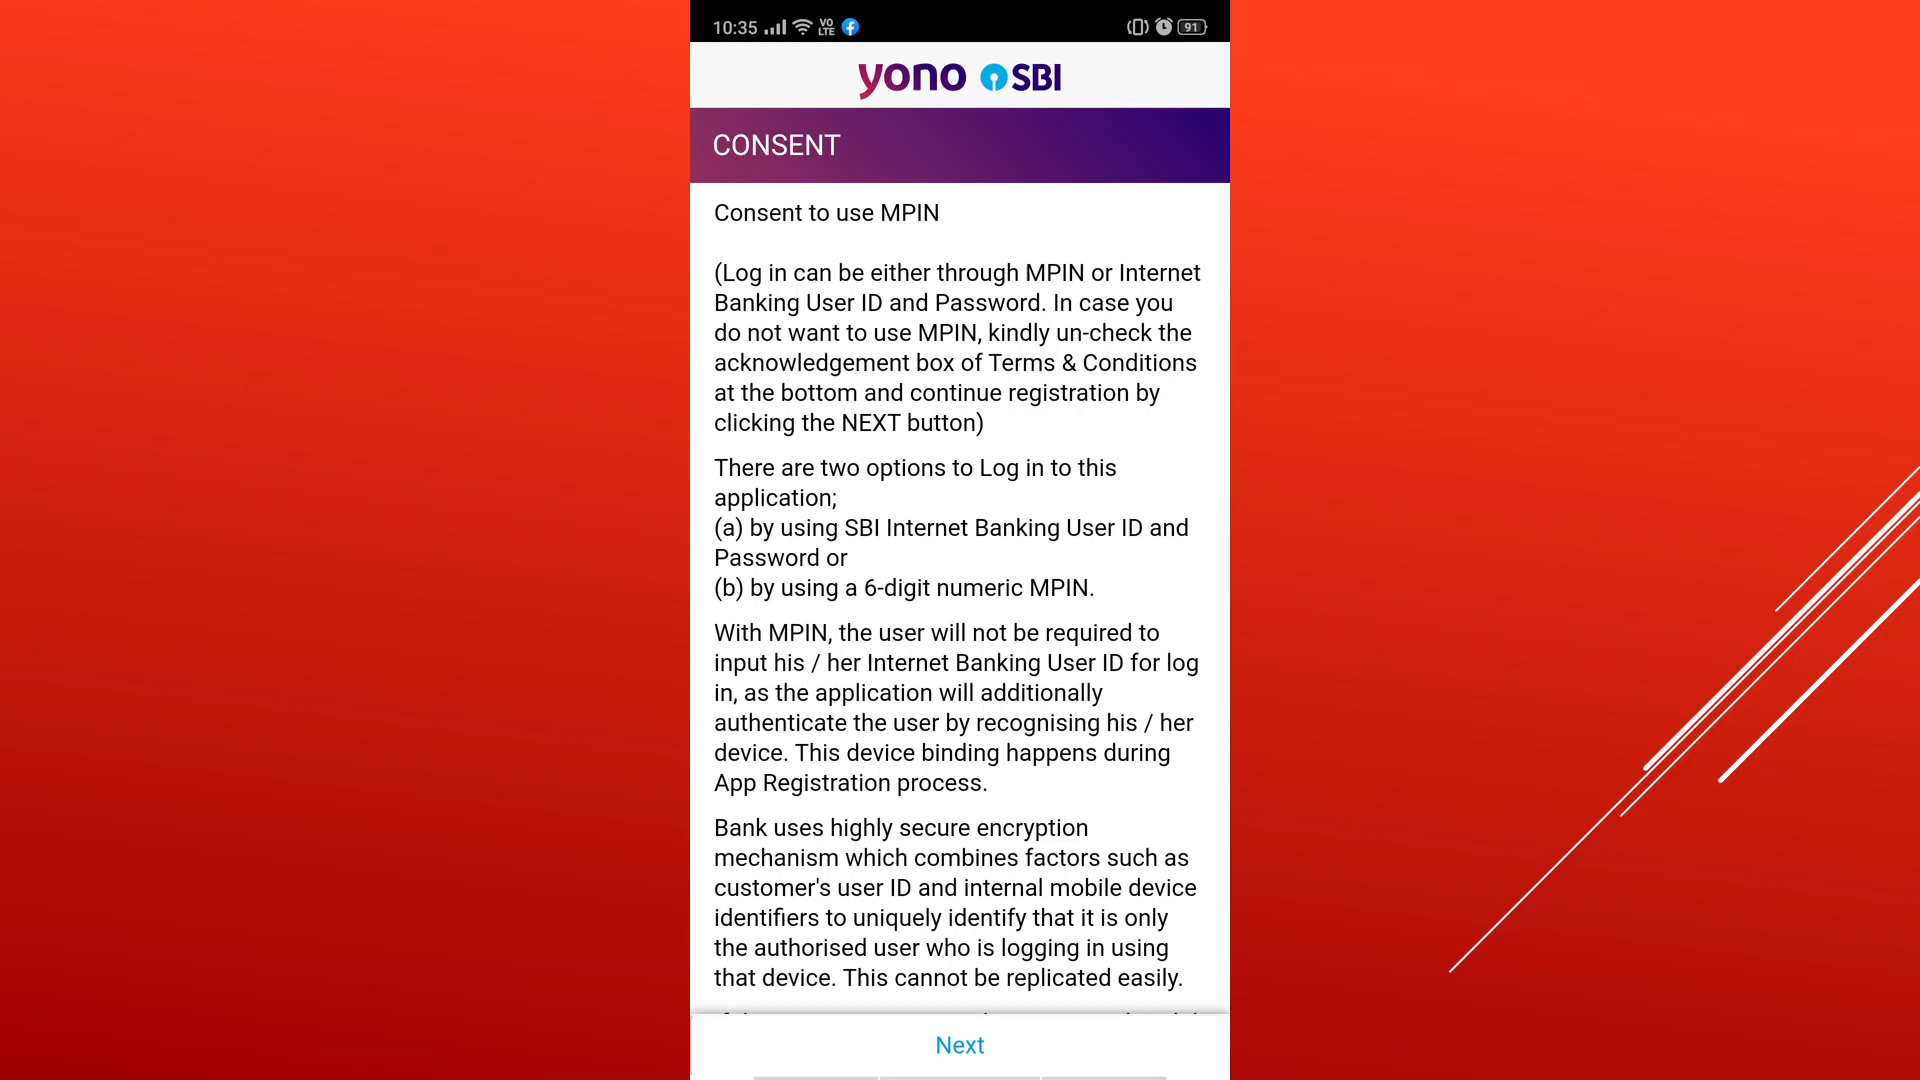 10:35 VO LTE 91
yono SBI
CONSENT
Consent to use MPIN
(Log in can be either through MPIN or Internet
Banking User ID and Password. In case you
do not want to use MPIN, kindly un-check the
acknowledgement box of Terms & Conditions
at the bottom and continue registration by
clicking the NEXT button)
There are two options to Log in to this
application;
(a) by using SBI Internet Banking User ID and
Password or
(b) by using a 6-digit numeric MPIN.
With MPIN, the user will not be required to
input his / her Internet Banking User ID for log
in, as the application will additionally
authenticate the user by recognising his / her
device. This device binding happens during
App Registration process.
Bank uses highly secure encryption
mechanism which combines factors such as
customer's user ID and internal mobile device
identifiers to uniquely identify that it is only
the authorised user who is logging in using
that device. This cannot be replicated easily.
Next